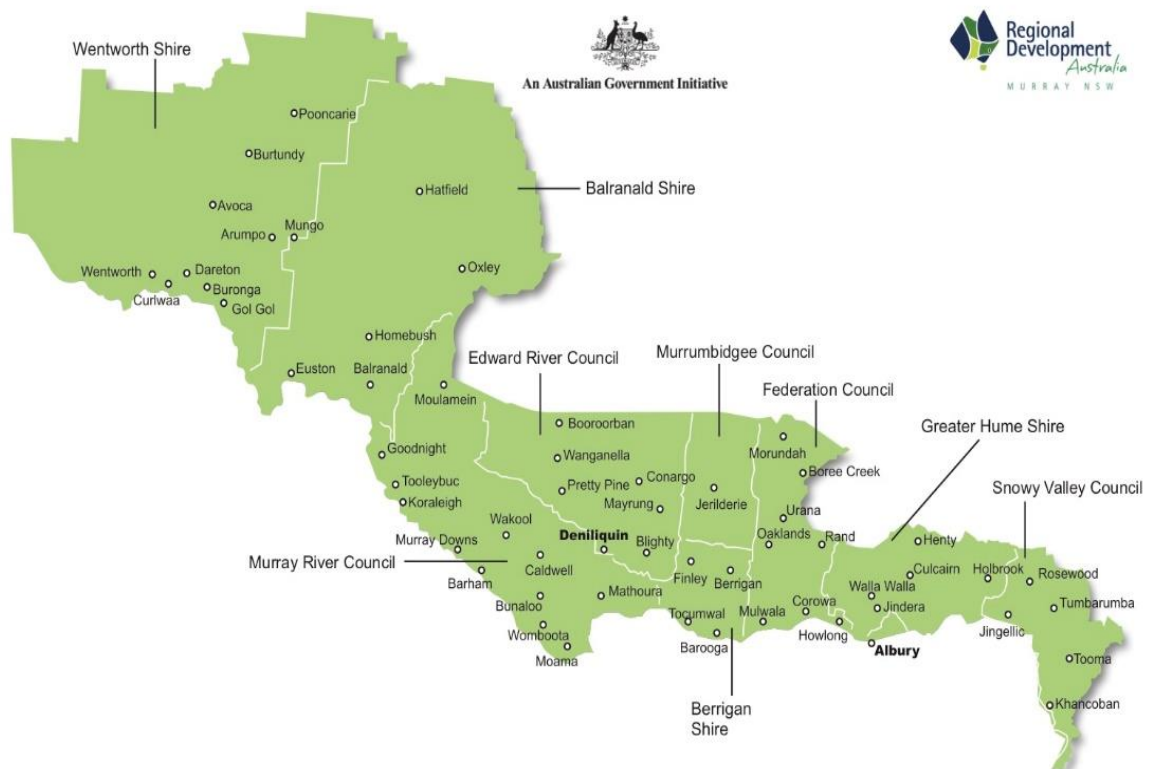 Wentworth Shire
An Australian Government Initiative
Regional
Development
Australia
MURRAY NSW
Pooncarie
Burtundy
Hatfield
Balranald Shire
Avoca
Arumpo
Mungo
Oxley
Wentworth
Dareton
Curlwaa
Buronga
Gol Gol
Homebush
Euston
Balranald
Moulamein
Edward River Council
Murrumbidgee Council
Federation Council
Greater Hume Shire
Snowy Valley Council
Booroorban
Morundah
Goodnight
Wanganella
Boree Creek
Tooleybuc
Pretty Pine
Conargo
Jerilderie
Koraleigh
Mayrung
Urana
Wakool
Murray Downs
Deniliquin
Blighty
Oaklands
Rand
Henty
Murray River Council
Caldwell
Finley
Berrigan
Culcairn
Holbrook
Rosewood
Barham
Bunaloo
Mathoura
Walla Walla
Jindera
Tumbarumba
Tocumwal
Mulwala
Corowa
Howlong
Jingellic
Womboota
Moama
Barooga
Albury
Tooma
Khancoban
Berrigan
Shire